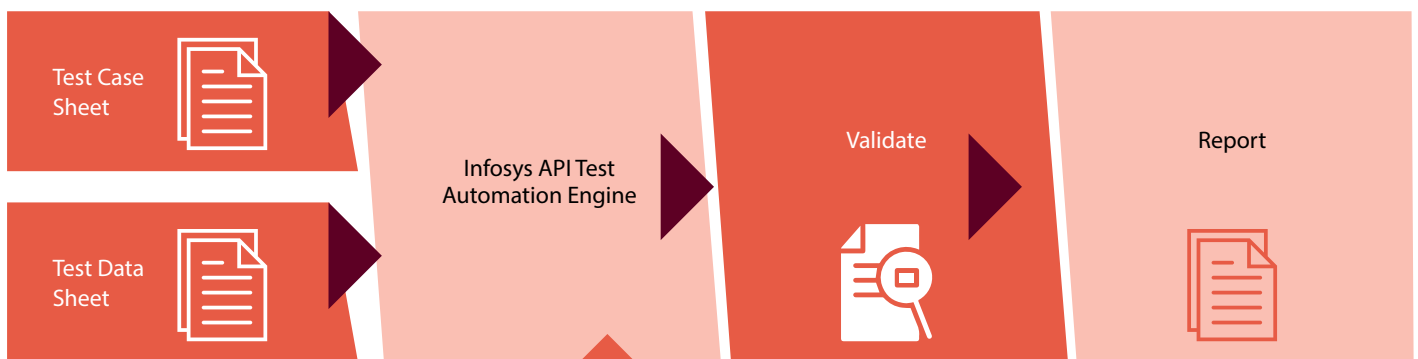 Test Case
Sheet
Test Data
Sheet
Infosys API Test
Automation Engine
Validate
Report